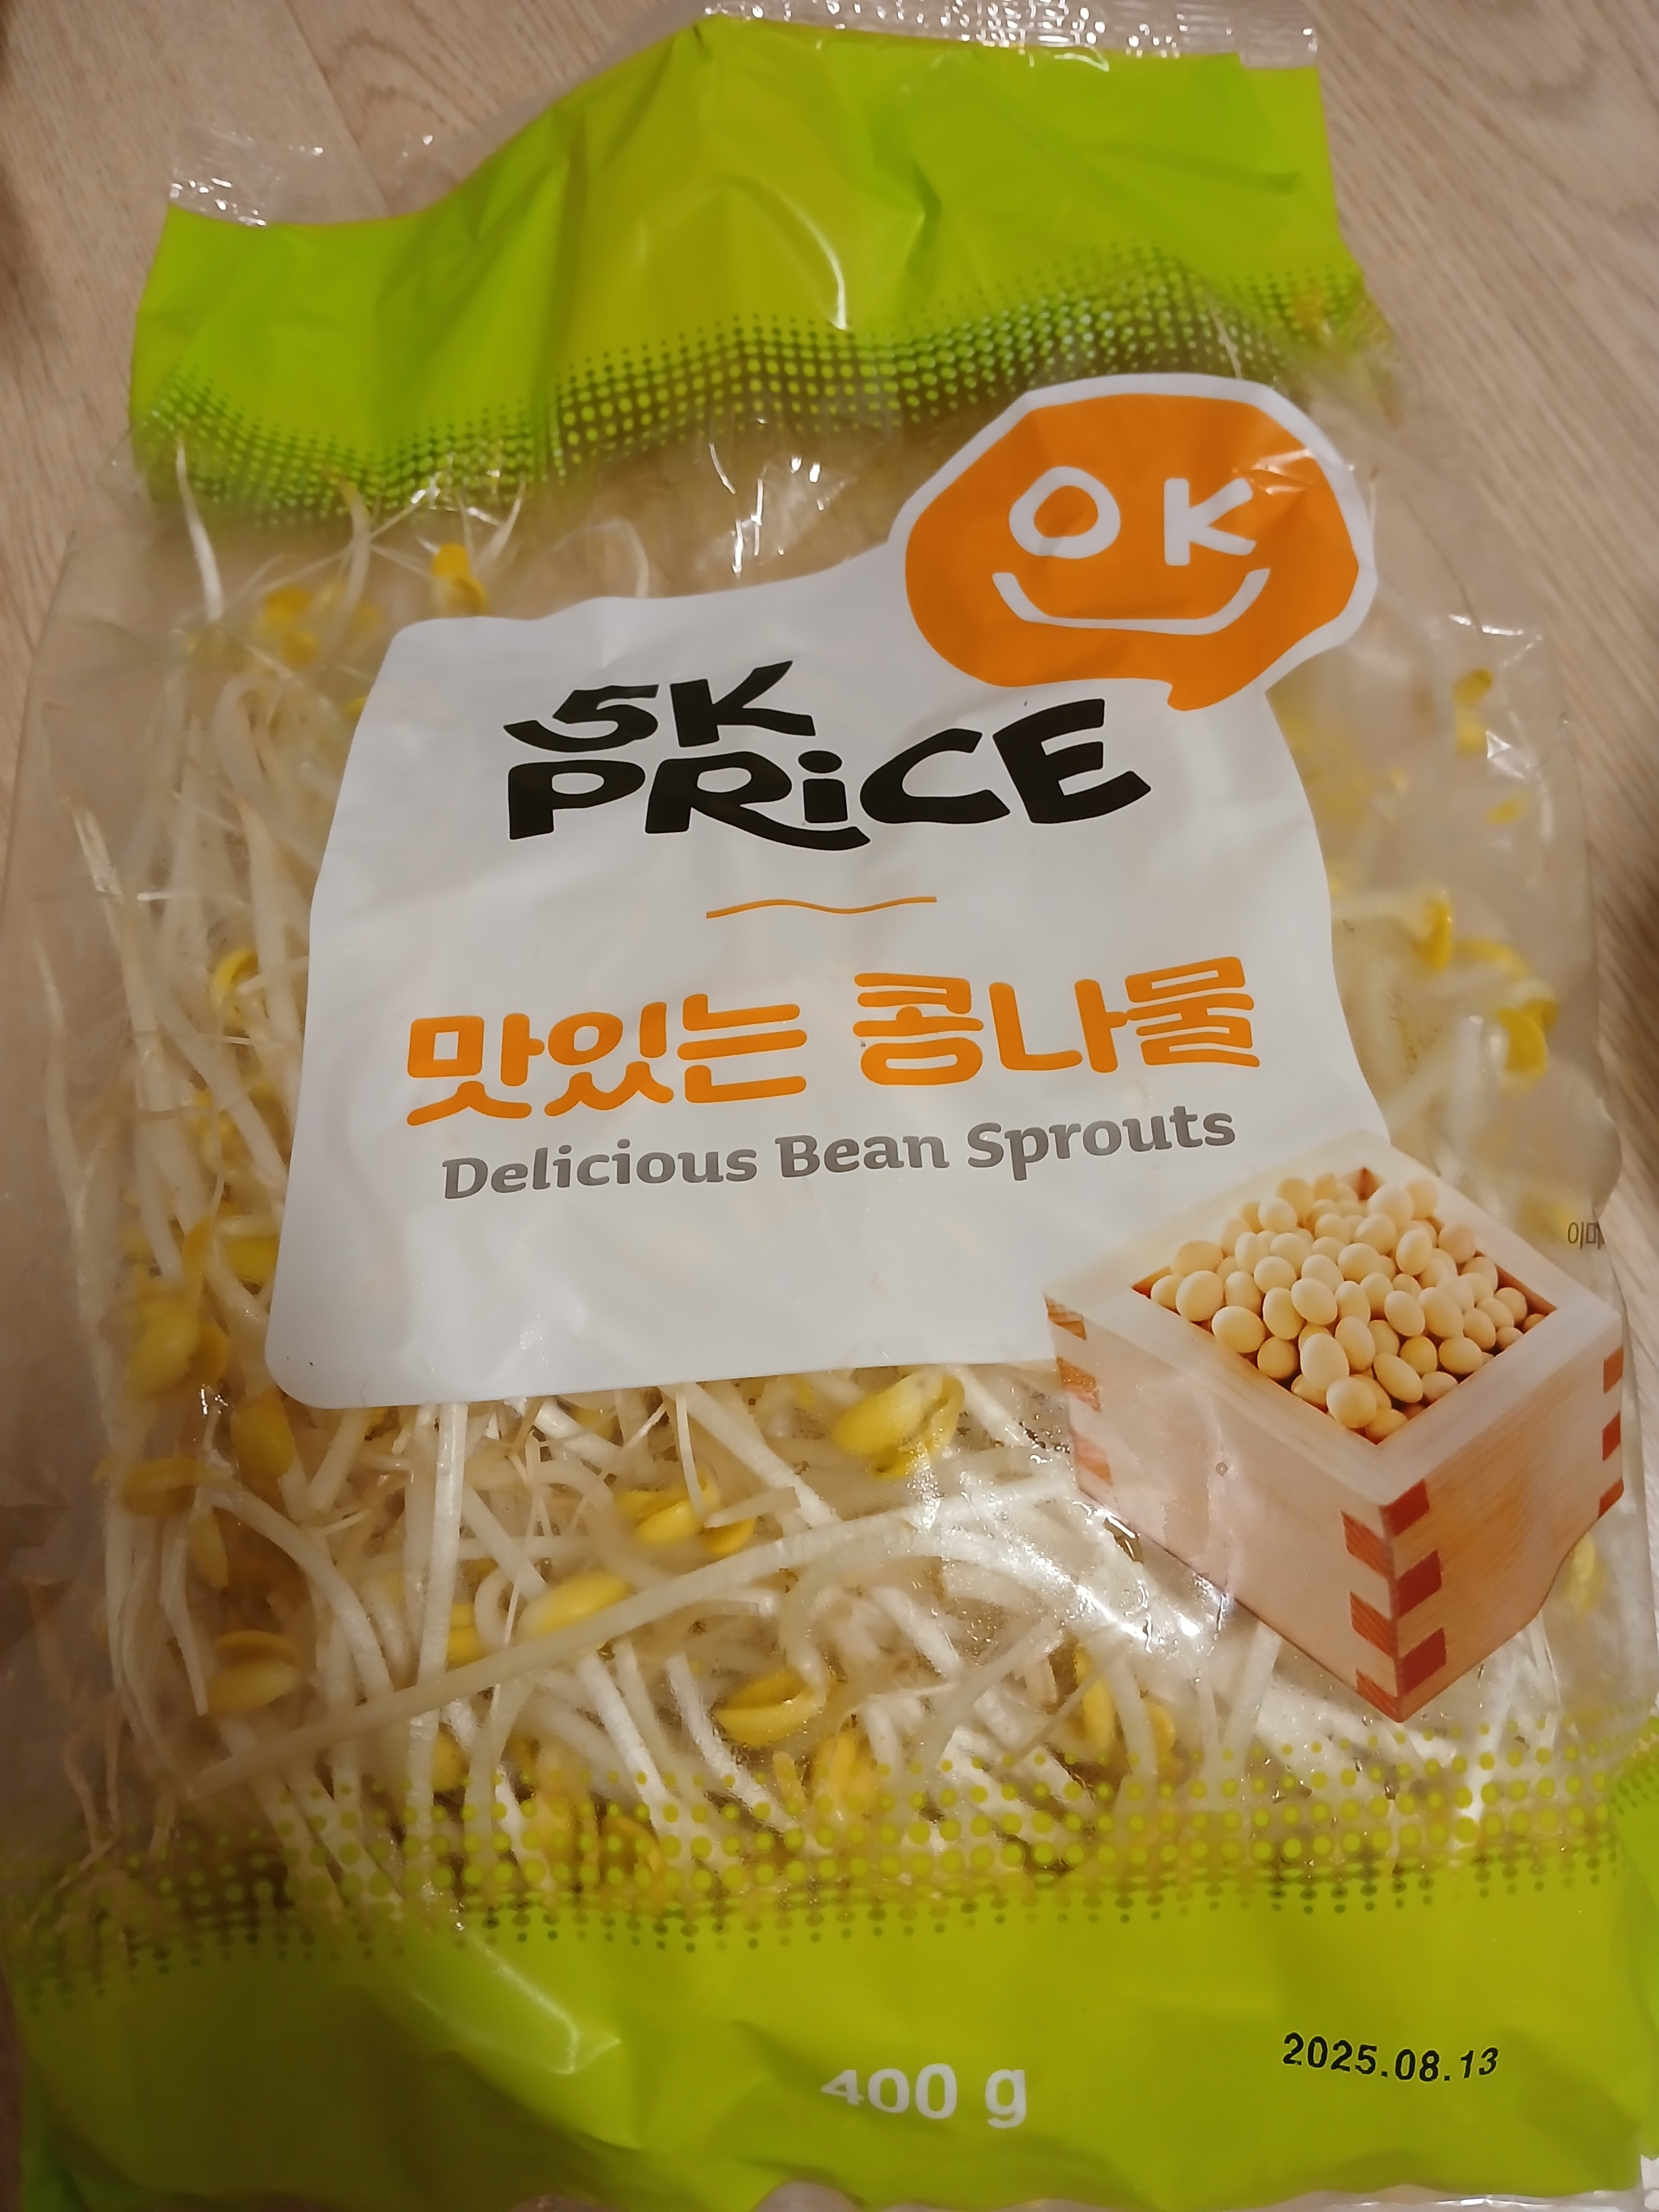 OK
5K
PRiCE
맛있는 콩나물
Delicious Bean Sprouts
400 g
2025.08.13